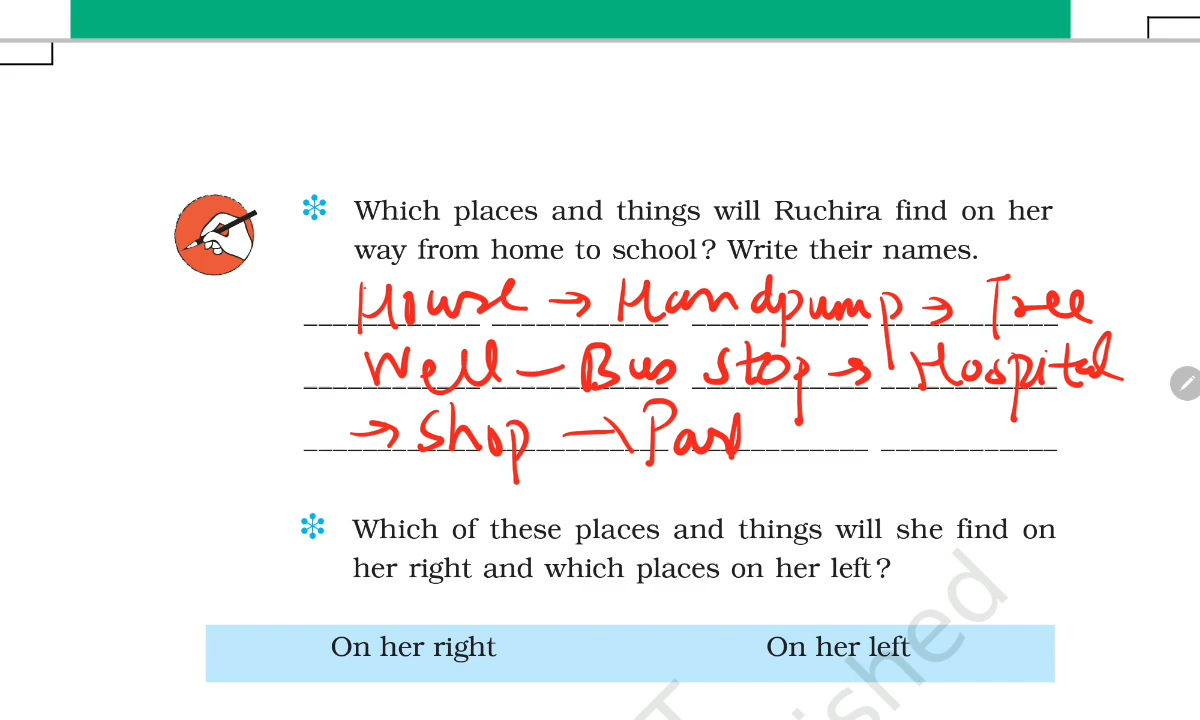 Which places and things will Ruchira find on her
way from home to school? Write their names.
House → Handpump → Tree
Well — Bus stop → Hospital
→ Shop →
Which of these places and things will she find on
her right and which places on her left?
On her right On her left